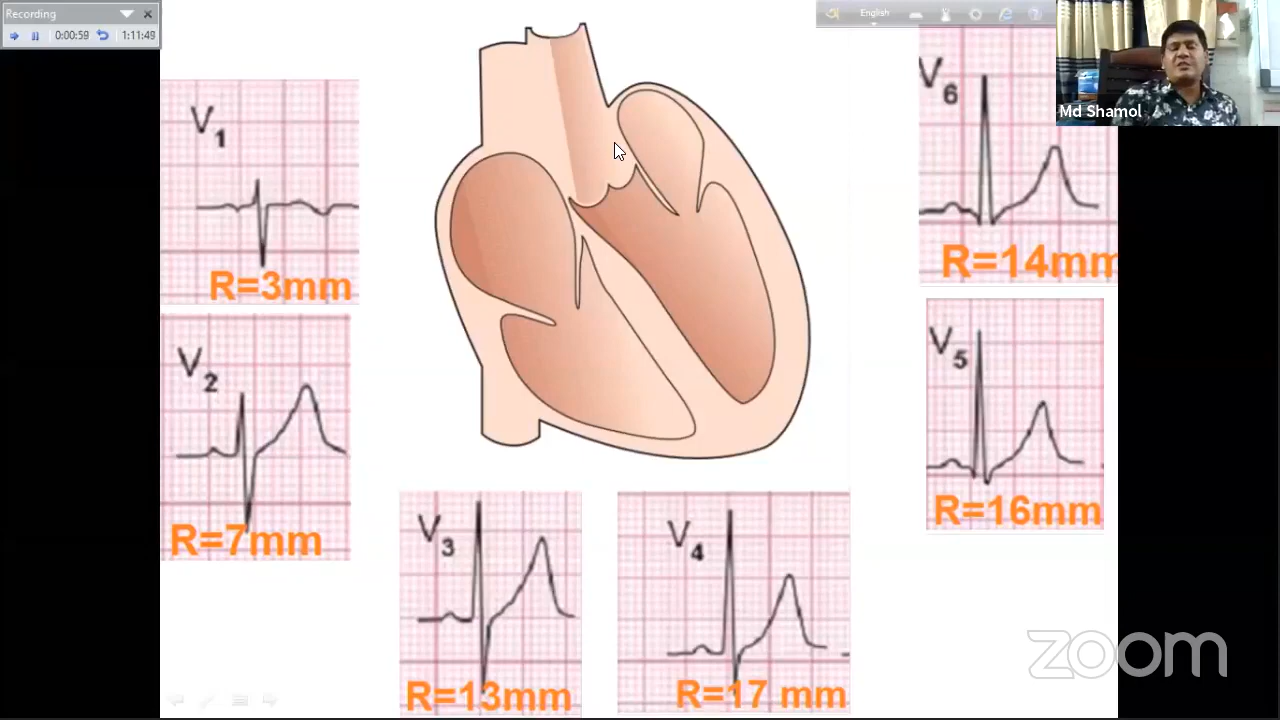 Recording
0:00:59
1:11:49
English
Md Shamol
V1
R=3mm
V2
R=7mm
V3
R=13mm
V4
R=17 mm
V5
R=16mm
V6
R=14mm
zoom